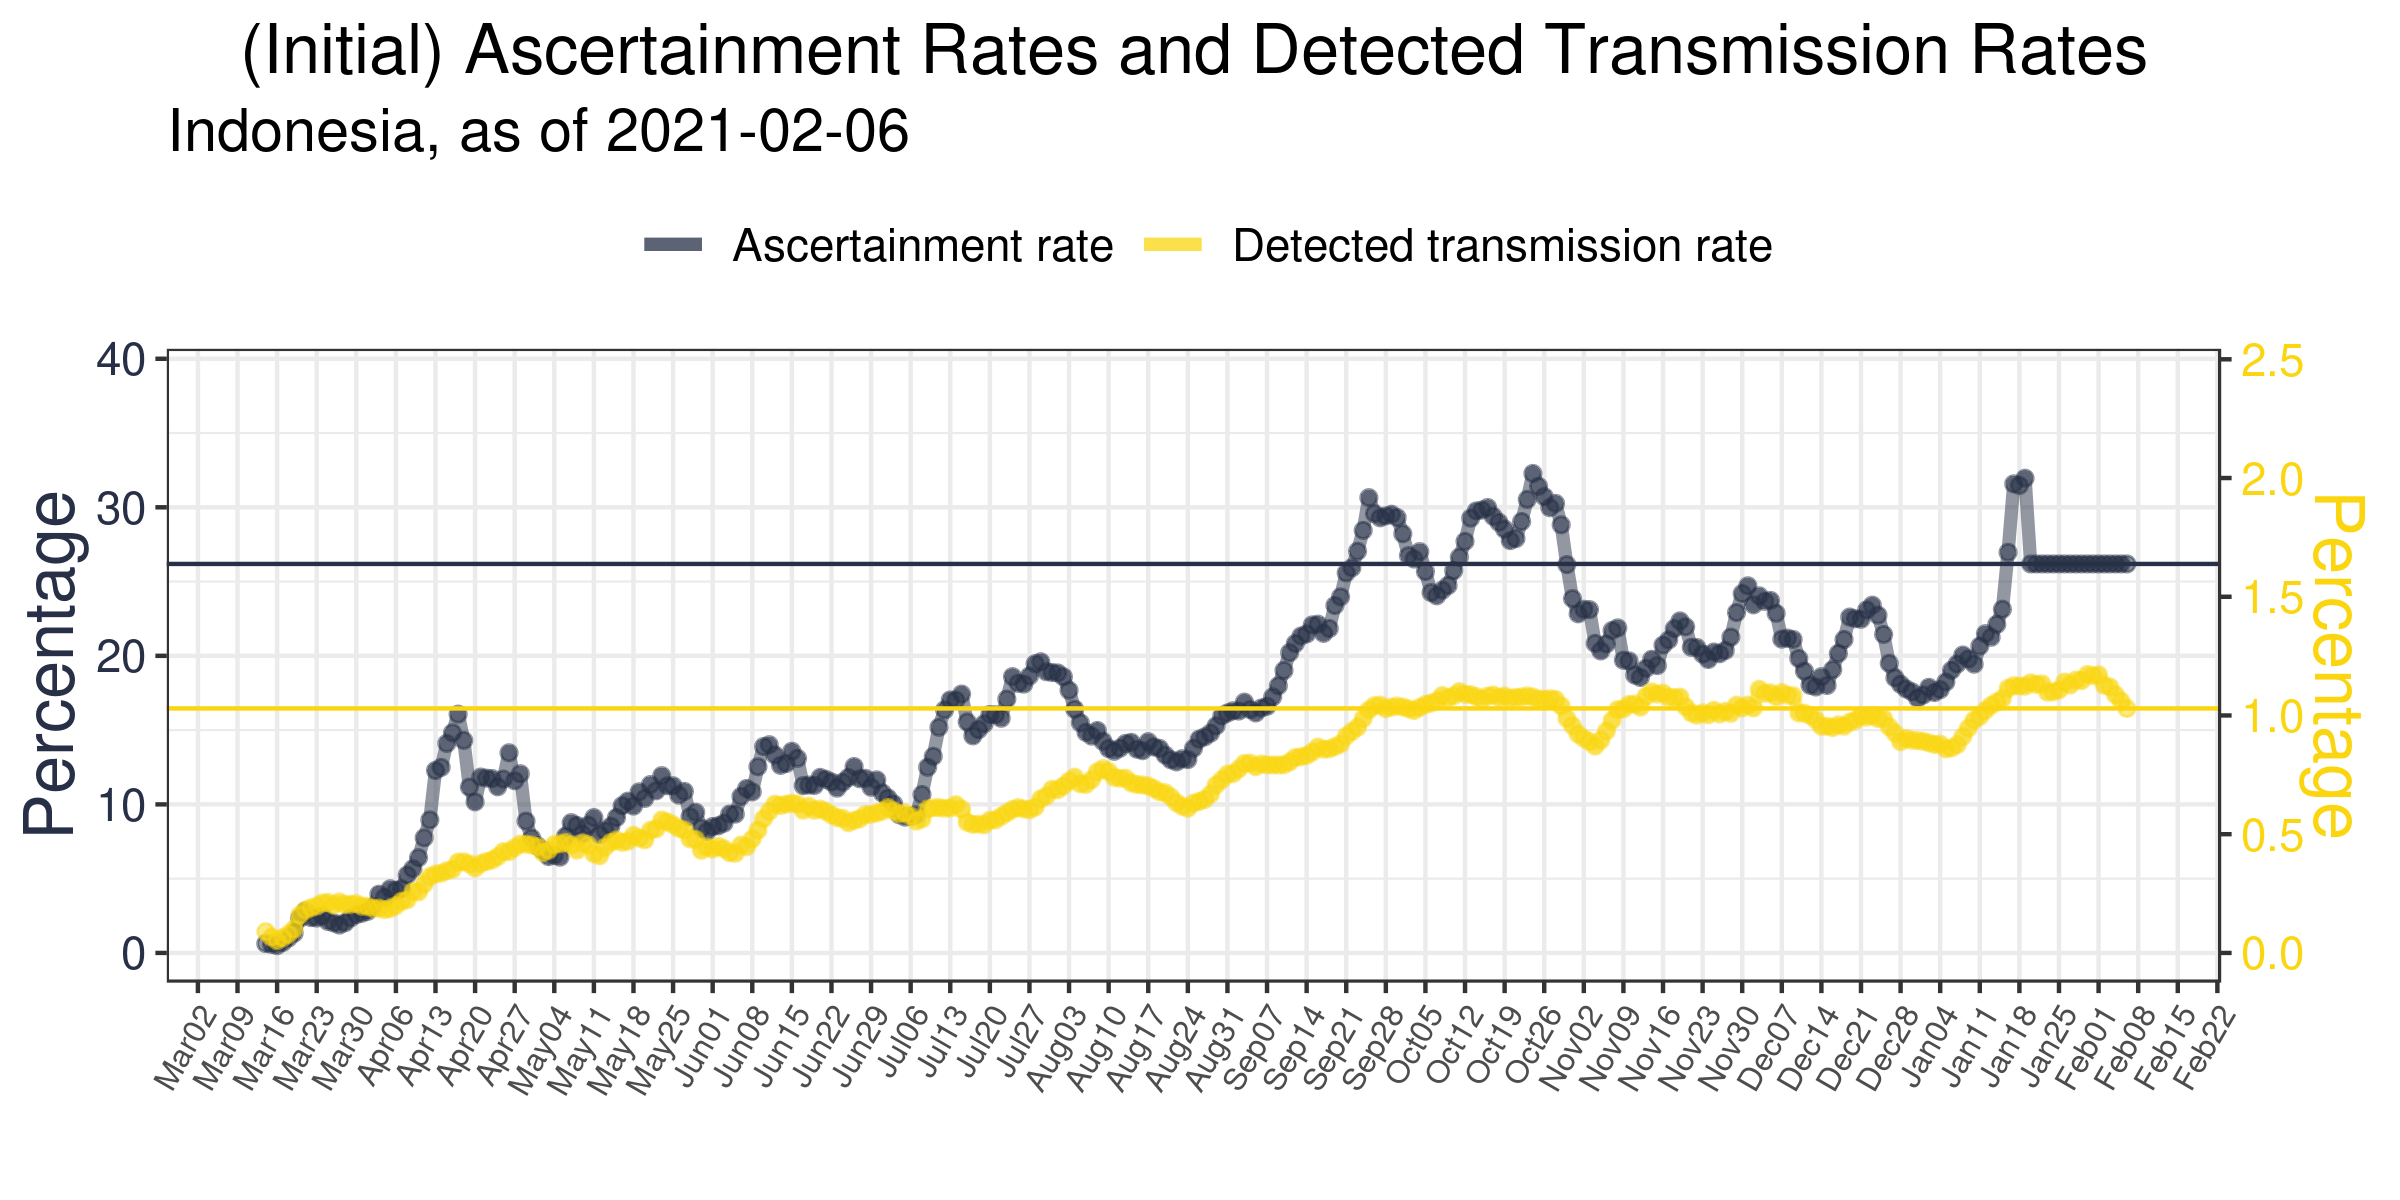 (Initial) Ascertainment Rates and Detected Transmission Rates
Indonesia, as of 2021-02-06
Ascertainment rate Detected transmission rate
40
30
20
10
0
Percentage
2.5
2.0
1.5
1.0
0.5
0.0
Percentage
Mar02 Mar09 Mar16 Mar23 Mar30 Apr06 Apr13 Apr20 Apr27 May04 May11 May18 May25 Jun01 Jun08 Jun15 Jun22 Jun29 Jul06 Jul13 Jul20 Jul27 Aug03 Aug10 Aug17 Aug24 Aug31 Sep07 Sep14 Sep21 Sep28 Oct05 Oct12 Oct19 Oct26 Nov02 Nov09 Nov16 Nov23 Nov30 Dec07 Dec14 Dec21 Dec28 Jan04 Jan11 Jan18 Jan25 Feb01 Feb08 Feb15 Feb22